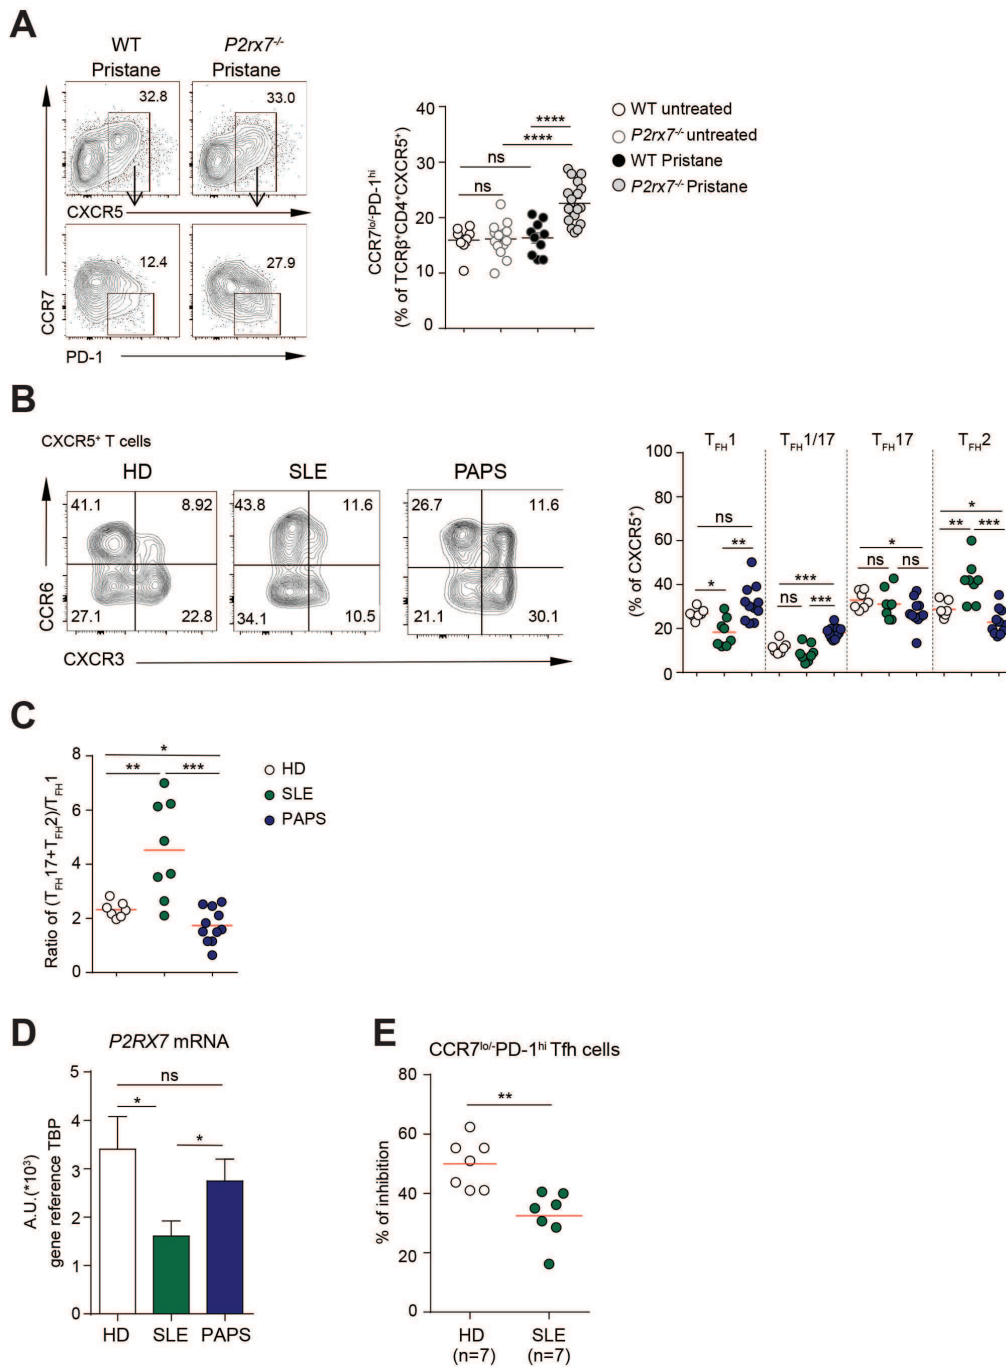 A
WT
Pristane
P2rx7-/-
Pristane
32.8
33.0
CXCR5
12.4
27.9
CCR7
PD-1
CCR7lo/-PD-1hi
(% of TCRβ+CD4+CXCR5+)
40
30
20
10
0
ns
ns
****
****
WT untreated
P2rx7-/- untreated
WT Pristane
P2rx7-/- Pristane
B
CXCR5+ T cells
HD
SLE
PAPS
41.1
8.92
27.1
22.8
43.8
11.6
34.1
10.5
26.7
11.6
21.1
30.1
CCR6
CXCR3
(% of CXCR5+)
100
80
60
40
20
0
TFH1
TFH1/17
TFH17
TFH2
ns
**
*
***
ns
***
*
ns
ns
*
**
***
C
Ratio of (TFH17+TFH2)/TFH1
8
6
4
2
0
*
**
***
HD
SLE
PAPS
D
P2RX7 mRNA
A.U.(*10³)
gene reference TBP
5
4
3
2
1
0
ns
*
*
HD
SLE
PAPS
E
CCR7lo/-PD-1hi Tfh cells
% of inhibition
80
60
40
20
0
**
HD
(n=7)
SLE
(n=7)